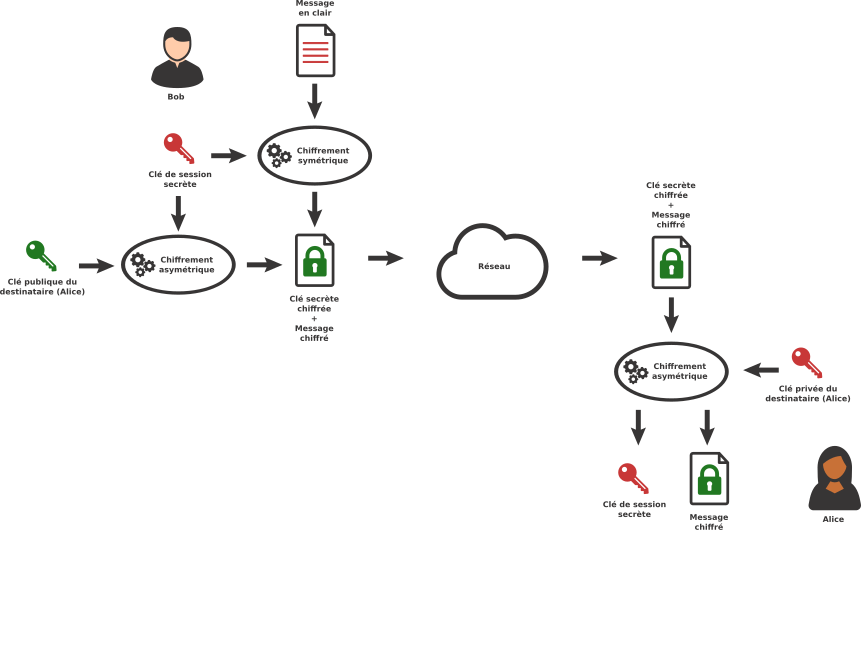 Message
en clair
Bob
Chiffrement
symétrique
Clé de session
secrète
Clé publique du
destinataire (Alice)
Chiffrement
asymétrique
Clé secrète
chiffrée
+
Message
chiffré
Réseau
Clé secrète
chiffrée
+
Message
chiffré
Chiffrement
asymétrique
Clé privée du
destinataire (Alice)
Clé de session
secrète
Message
chiffré
Alice